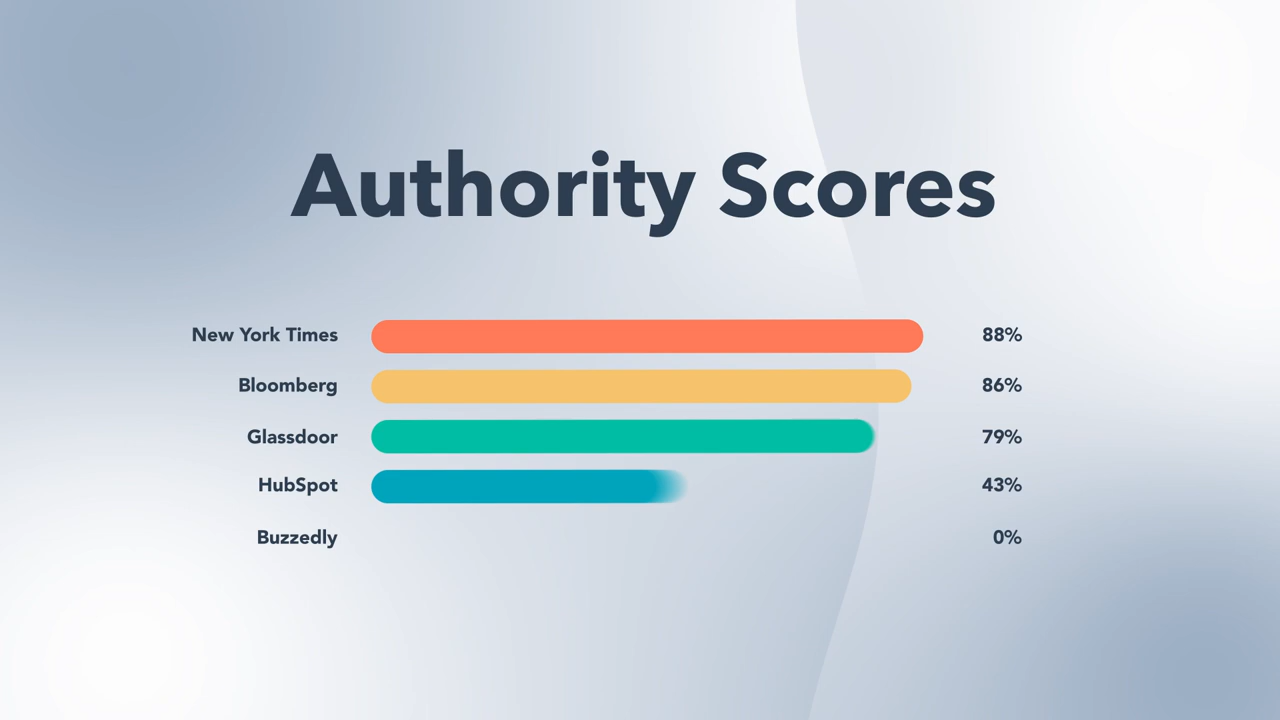 Authority Scores
New York Times 88%
Bloomberg 86%
Glassdoor 79%
HubSpot 43%
Buzzedly 0%